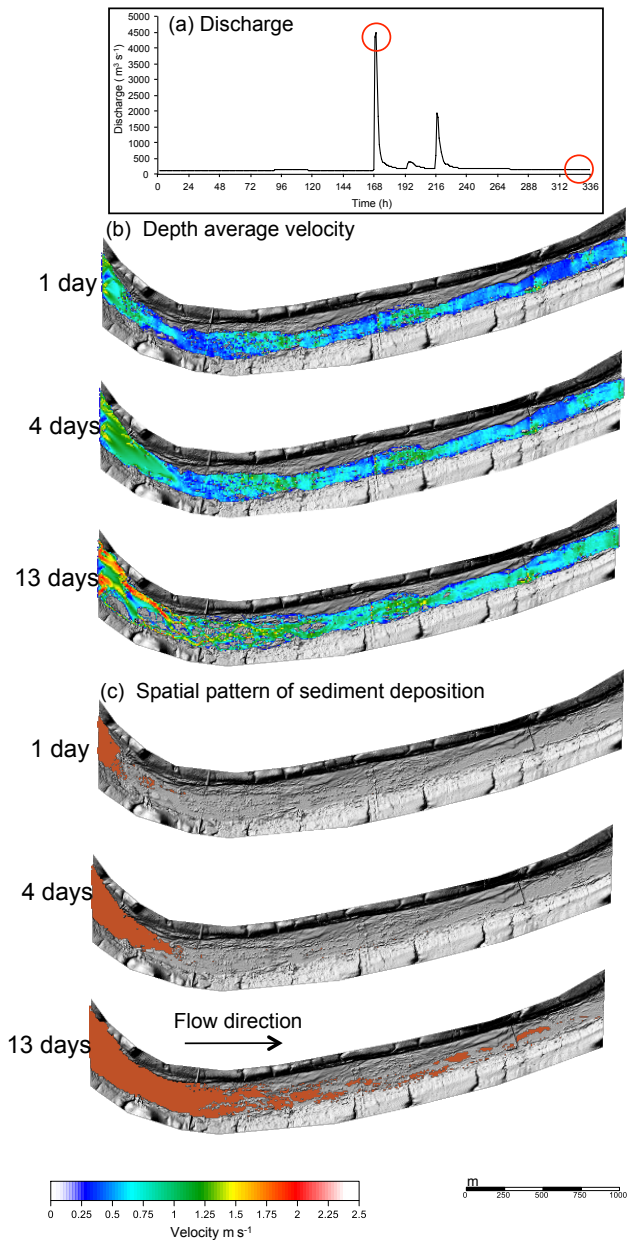 (a) Discharge
Discharge ( m³ s⁻¹)
5000
4500
4000
3500
3000
2500
2000
1500
1000
500
0
0 24 48 72 96 120 144 168 192 216 240 264 288 312 336
Time (h)
(b) Depth average velocity
1 day
4 days
13 days
(c) Spatial pattern of sediment deposition
1 day
4 days
Flow direction
13 days
m
0 250 500 750 1000
0 0.25 0.5 0.75 1 1.25 1.5 1.75 2 2.25 2.5
Velocity m s⁻¹